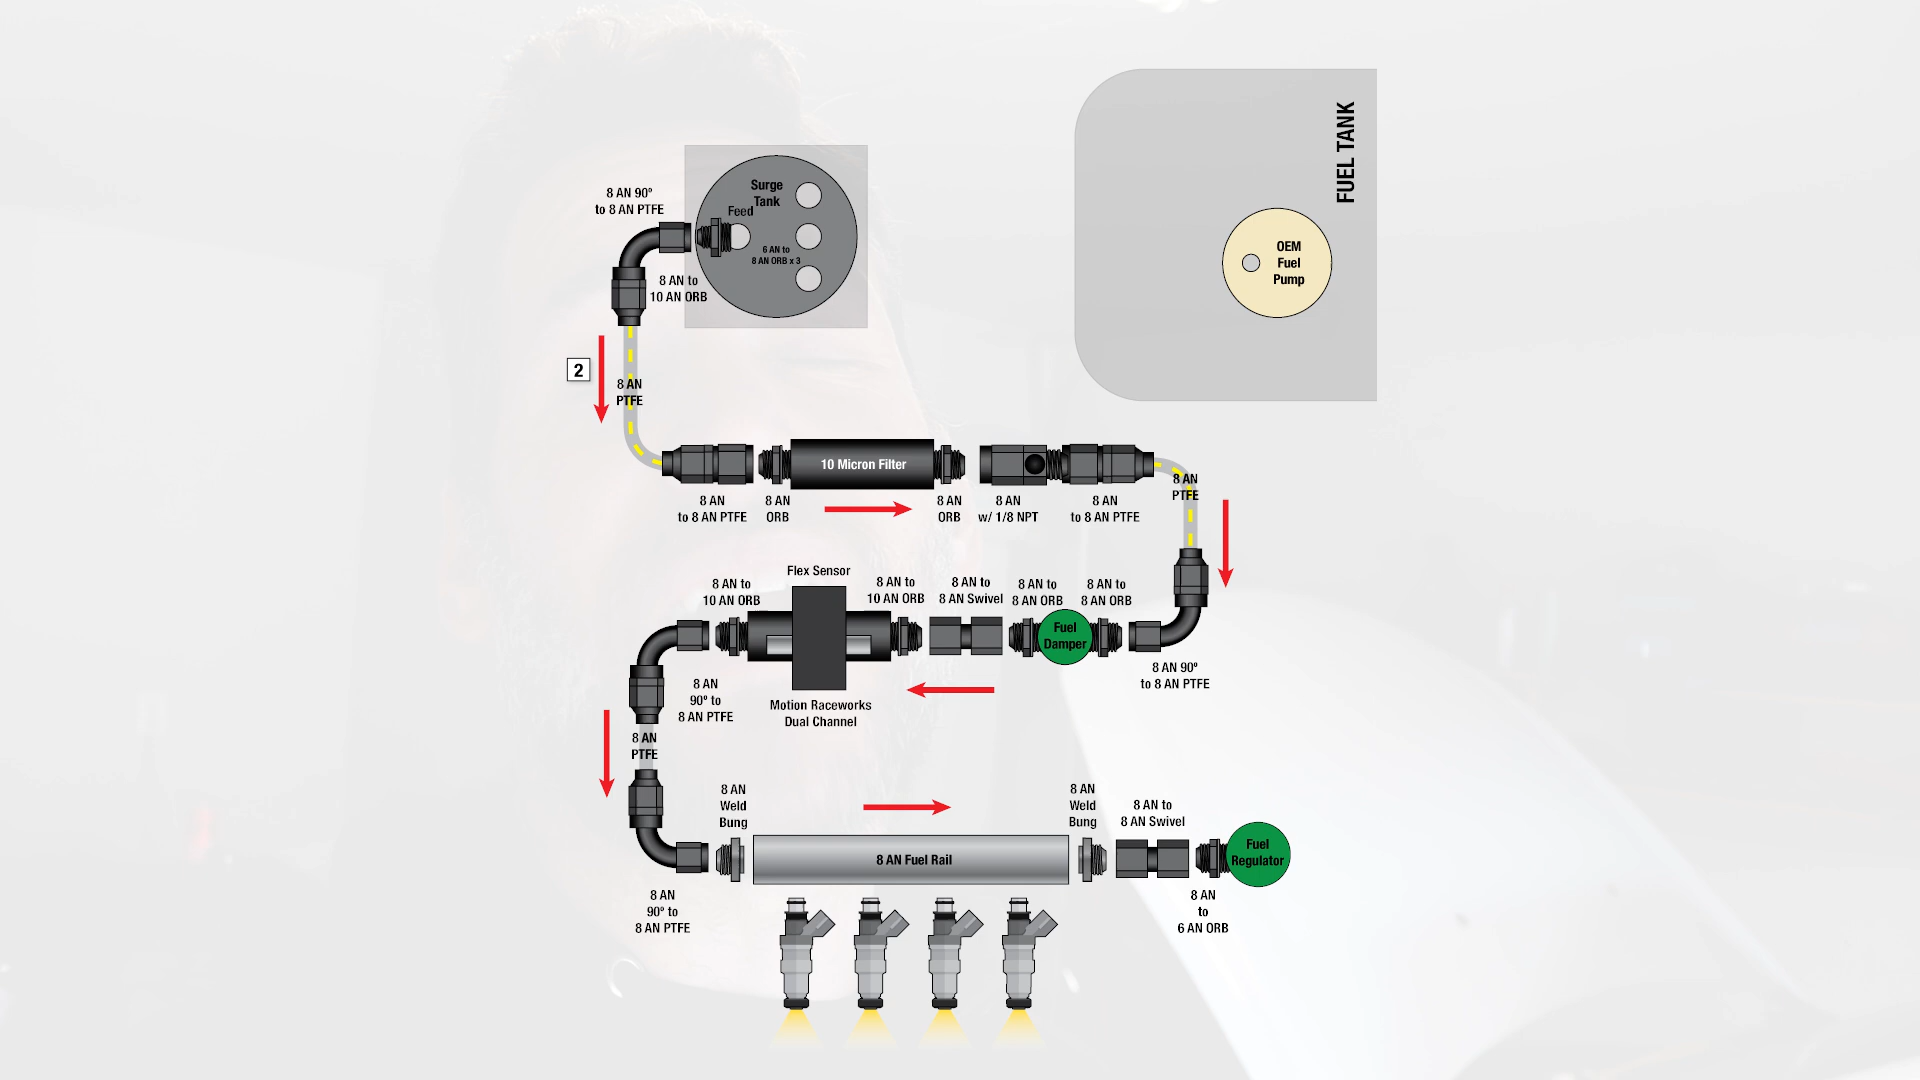 FUEL TANK
OEM
Fuel
Pump
8 AN 90º
to 8 AN PTFE
Surge
Tank
Feed
6 AN to
8 AN ORB x 3
8 AN to
10 AN ORB
2
8 AN
PTFE
10 Micron Filter
8 AN
to 8 AN PTFE
8 AN
ORB
8 AN
ORB
8 AN
w/ 1/8 NPT
8 AN
to 8 AN PTFE
8 AN
PTFE
Flex Sensor
8 AN to
10 AN ORB
8 AN to
10 AN ORB
8 AN to
8 AN Swivel
8 AN to
8 AN ORB
8 AN to
8 AN ORB
Fuel
Damper
8 AN 90º
to 8 AN PTFE
8 AN
90º to
8 AN PTFE
Motion Raceworks
Dual Channel
8 AN
PTFE
8 AN
Weld
Bung
8 AN
Weld
Bung
8 AN to
8 AN Swivel
8 AN Fuel Rail
Fuel
Regulator
8 AN
90º to
8 AN PTFE
8 AN
to
6 AN ORB